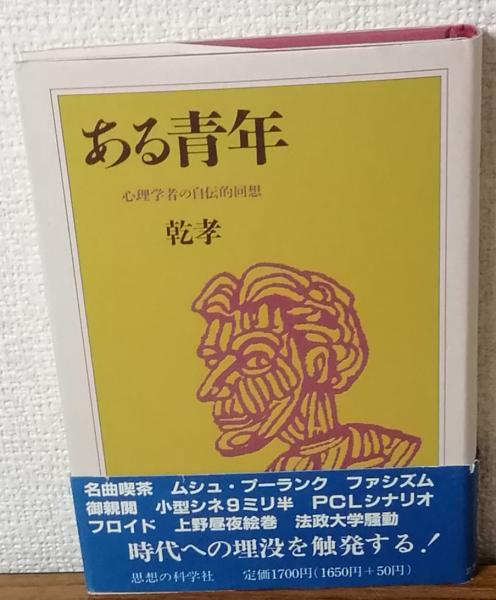 ある青年
心理学者の自伝的回想
乾孝
名曲喫茶 ムシュ・プーランク ファシズム
御親閲 小型シネ9ミリ半 PCLシナリオ
フロイド 上野昼夜絵巻 法政大学騒動
時代への埋没を触発する!
思想の科学社 定価1700円(1650円+50円)